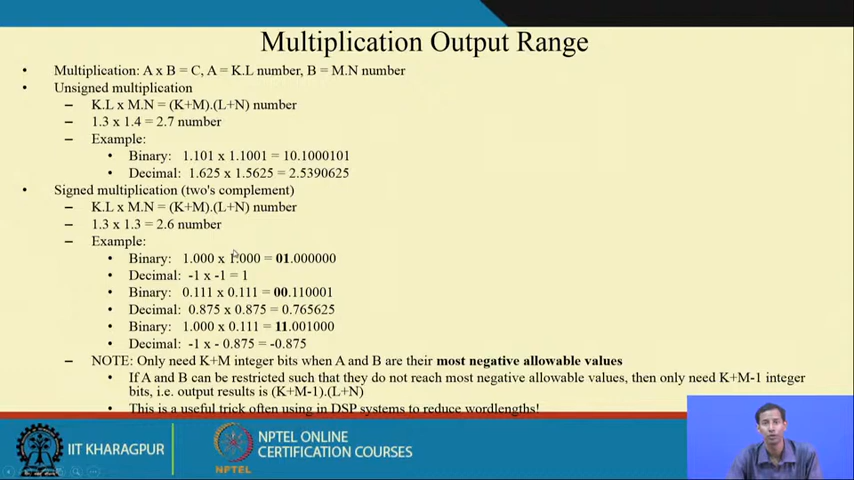 Multiplication Output Range
• Multiplication: A x B = C, A = K.L number, B = M.N number
• Unsigned multiplication
– K.L x M.N = (K+M).(L+N) number
– 1.3 x 1.4 = 2.7 number
– Example:
• Binary: 1.101 x 1.1001 = 10.1000101
• Decimal: 1.625 x 1.5625 = 2.5390625
• Signed multiplication (two's complement)
– K.L x M.N = (K+M).(L+N) number
– 1.3 x 1.3 = 2.6 number
– Example:
• Binary: 1.000 x 1.000 = 01.000000
• Decimal: -1 x -1 = 1
• Binary: 0.111 x 0.111 = 00.110001
• Decimal: 0.875 x 0.875 = 0.765625
• Binary: 1.000 x 0.111 = 11.001000
• Decimal: -1 x - 0.875 = -0.875
– NOTE: Only need K+M integer bits when A and B are their most negative allowable values
• If A and B can be restricted such that they do not reach most negative allowable values, then only need K+M-1 integer
bits, i.e. output results is (K+M-1).(L+N)
• This is a useful trick often using in DSP systems to reduce wordlengths!
IIT KHARAGPUR
NPTEL
NPTEL ONLINE
CERTIFICATION COURSES